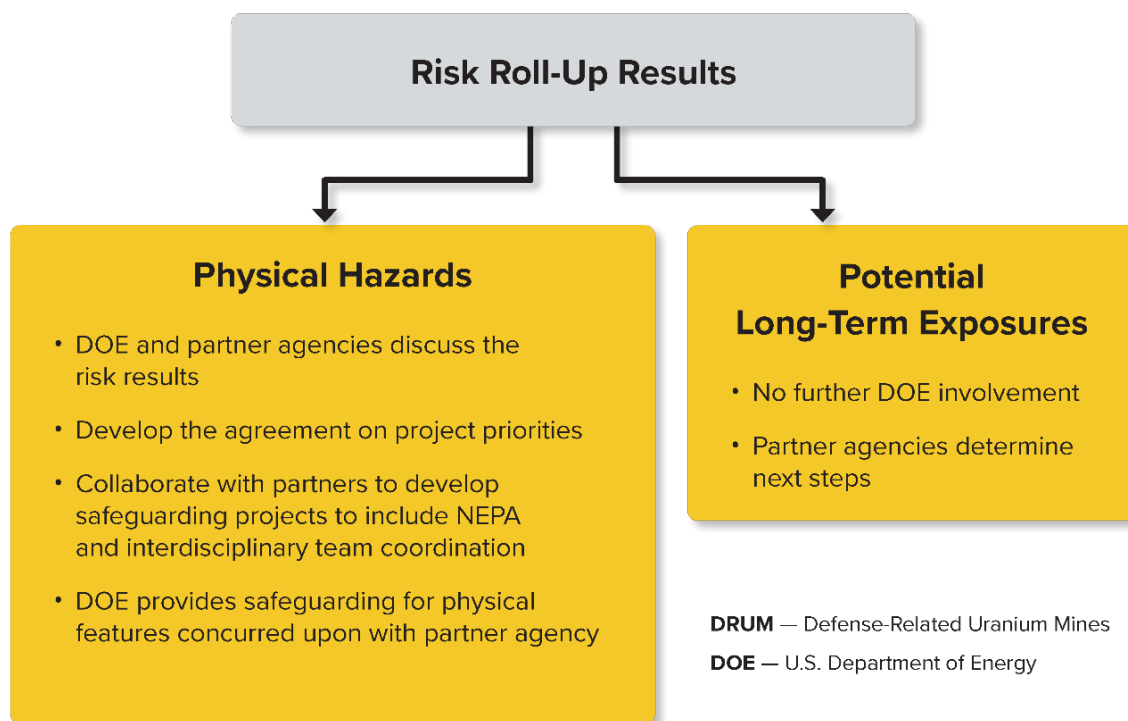 Risk Roll-Up Results
Physical Hazards
• DOE and partner agencies discuss the
risk results
• Develop the agreement on project priorities
• Collaborate with partners to develop
safeguarding projects to include NEPA
and interdisciplinary team coordination
• DOE provides safeguarding for physical
features concurred upon with partner agency
Potential
Long-Term Exposures
• No further DOE involvement
• Partner agencies determine
next steps
DRUM — Defense-Related Uranium Mines
DOE — U.S. Department of Energy